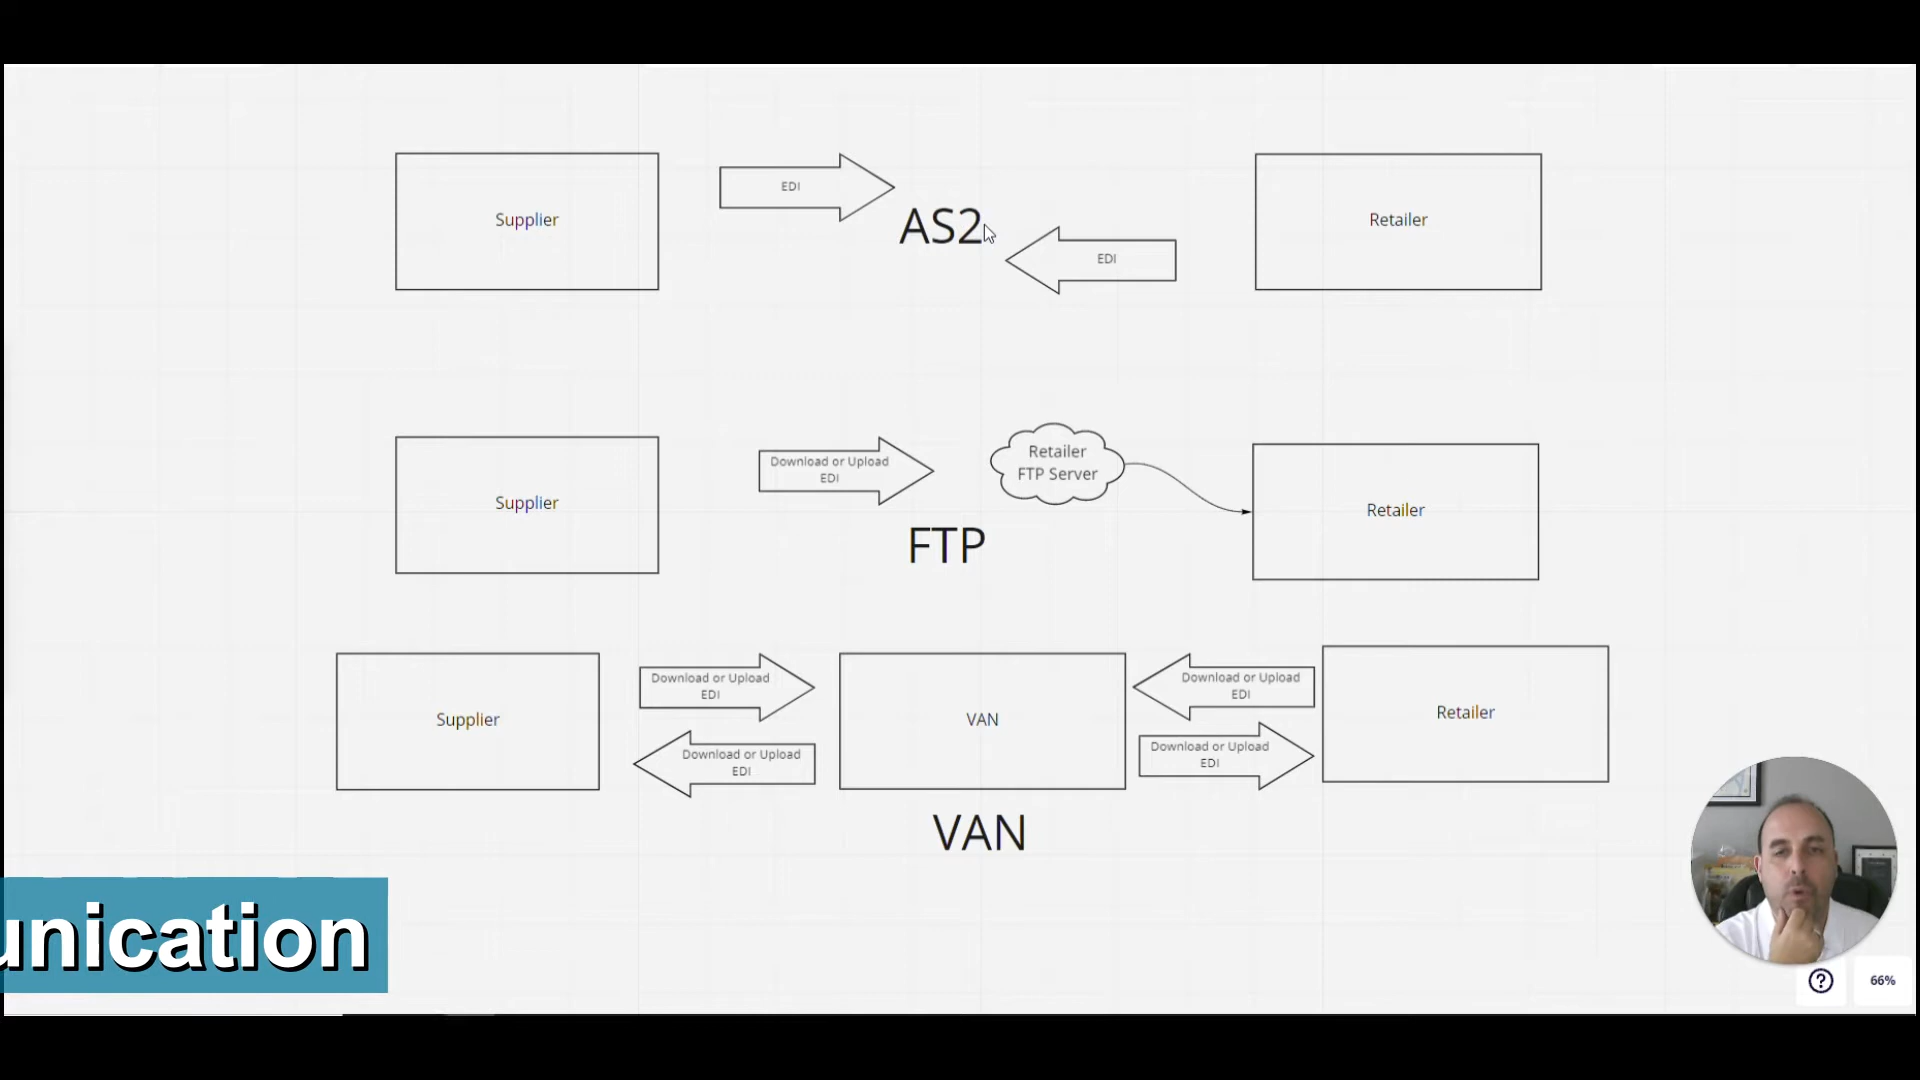 Supplier
EDI
AS2
EDI
Retailer
Supplier
Download or Upload
EDI
Retailer
FTP Server
FTP
Retailer
Supplier
Download or Upload
EDI
Download or Upload
EDI
VAN
Download or Upload
EDI
Download or Upload
EDI
Retailer
VAN
unication
?
66%